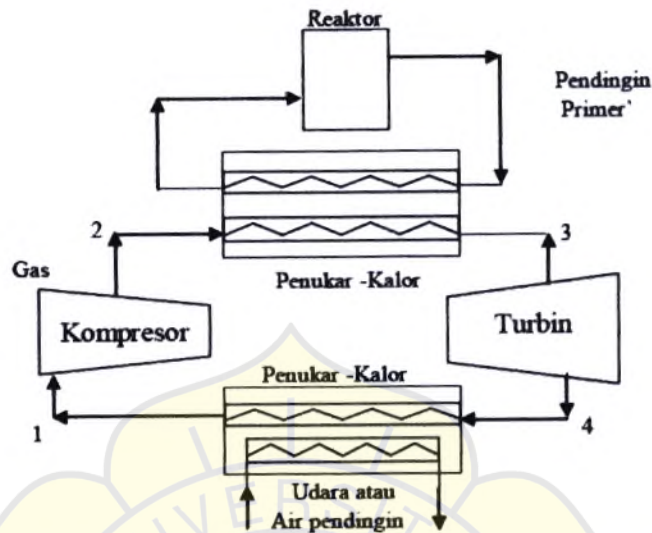 Reaktor
Pendingin
Primer`
2
3
Gas
Penukar -Kalor
Kompresor
Turbin
Penukar -Kalor
1
4
Udara atau
Air pendingin